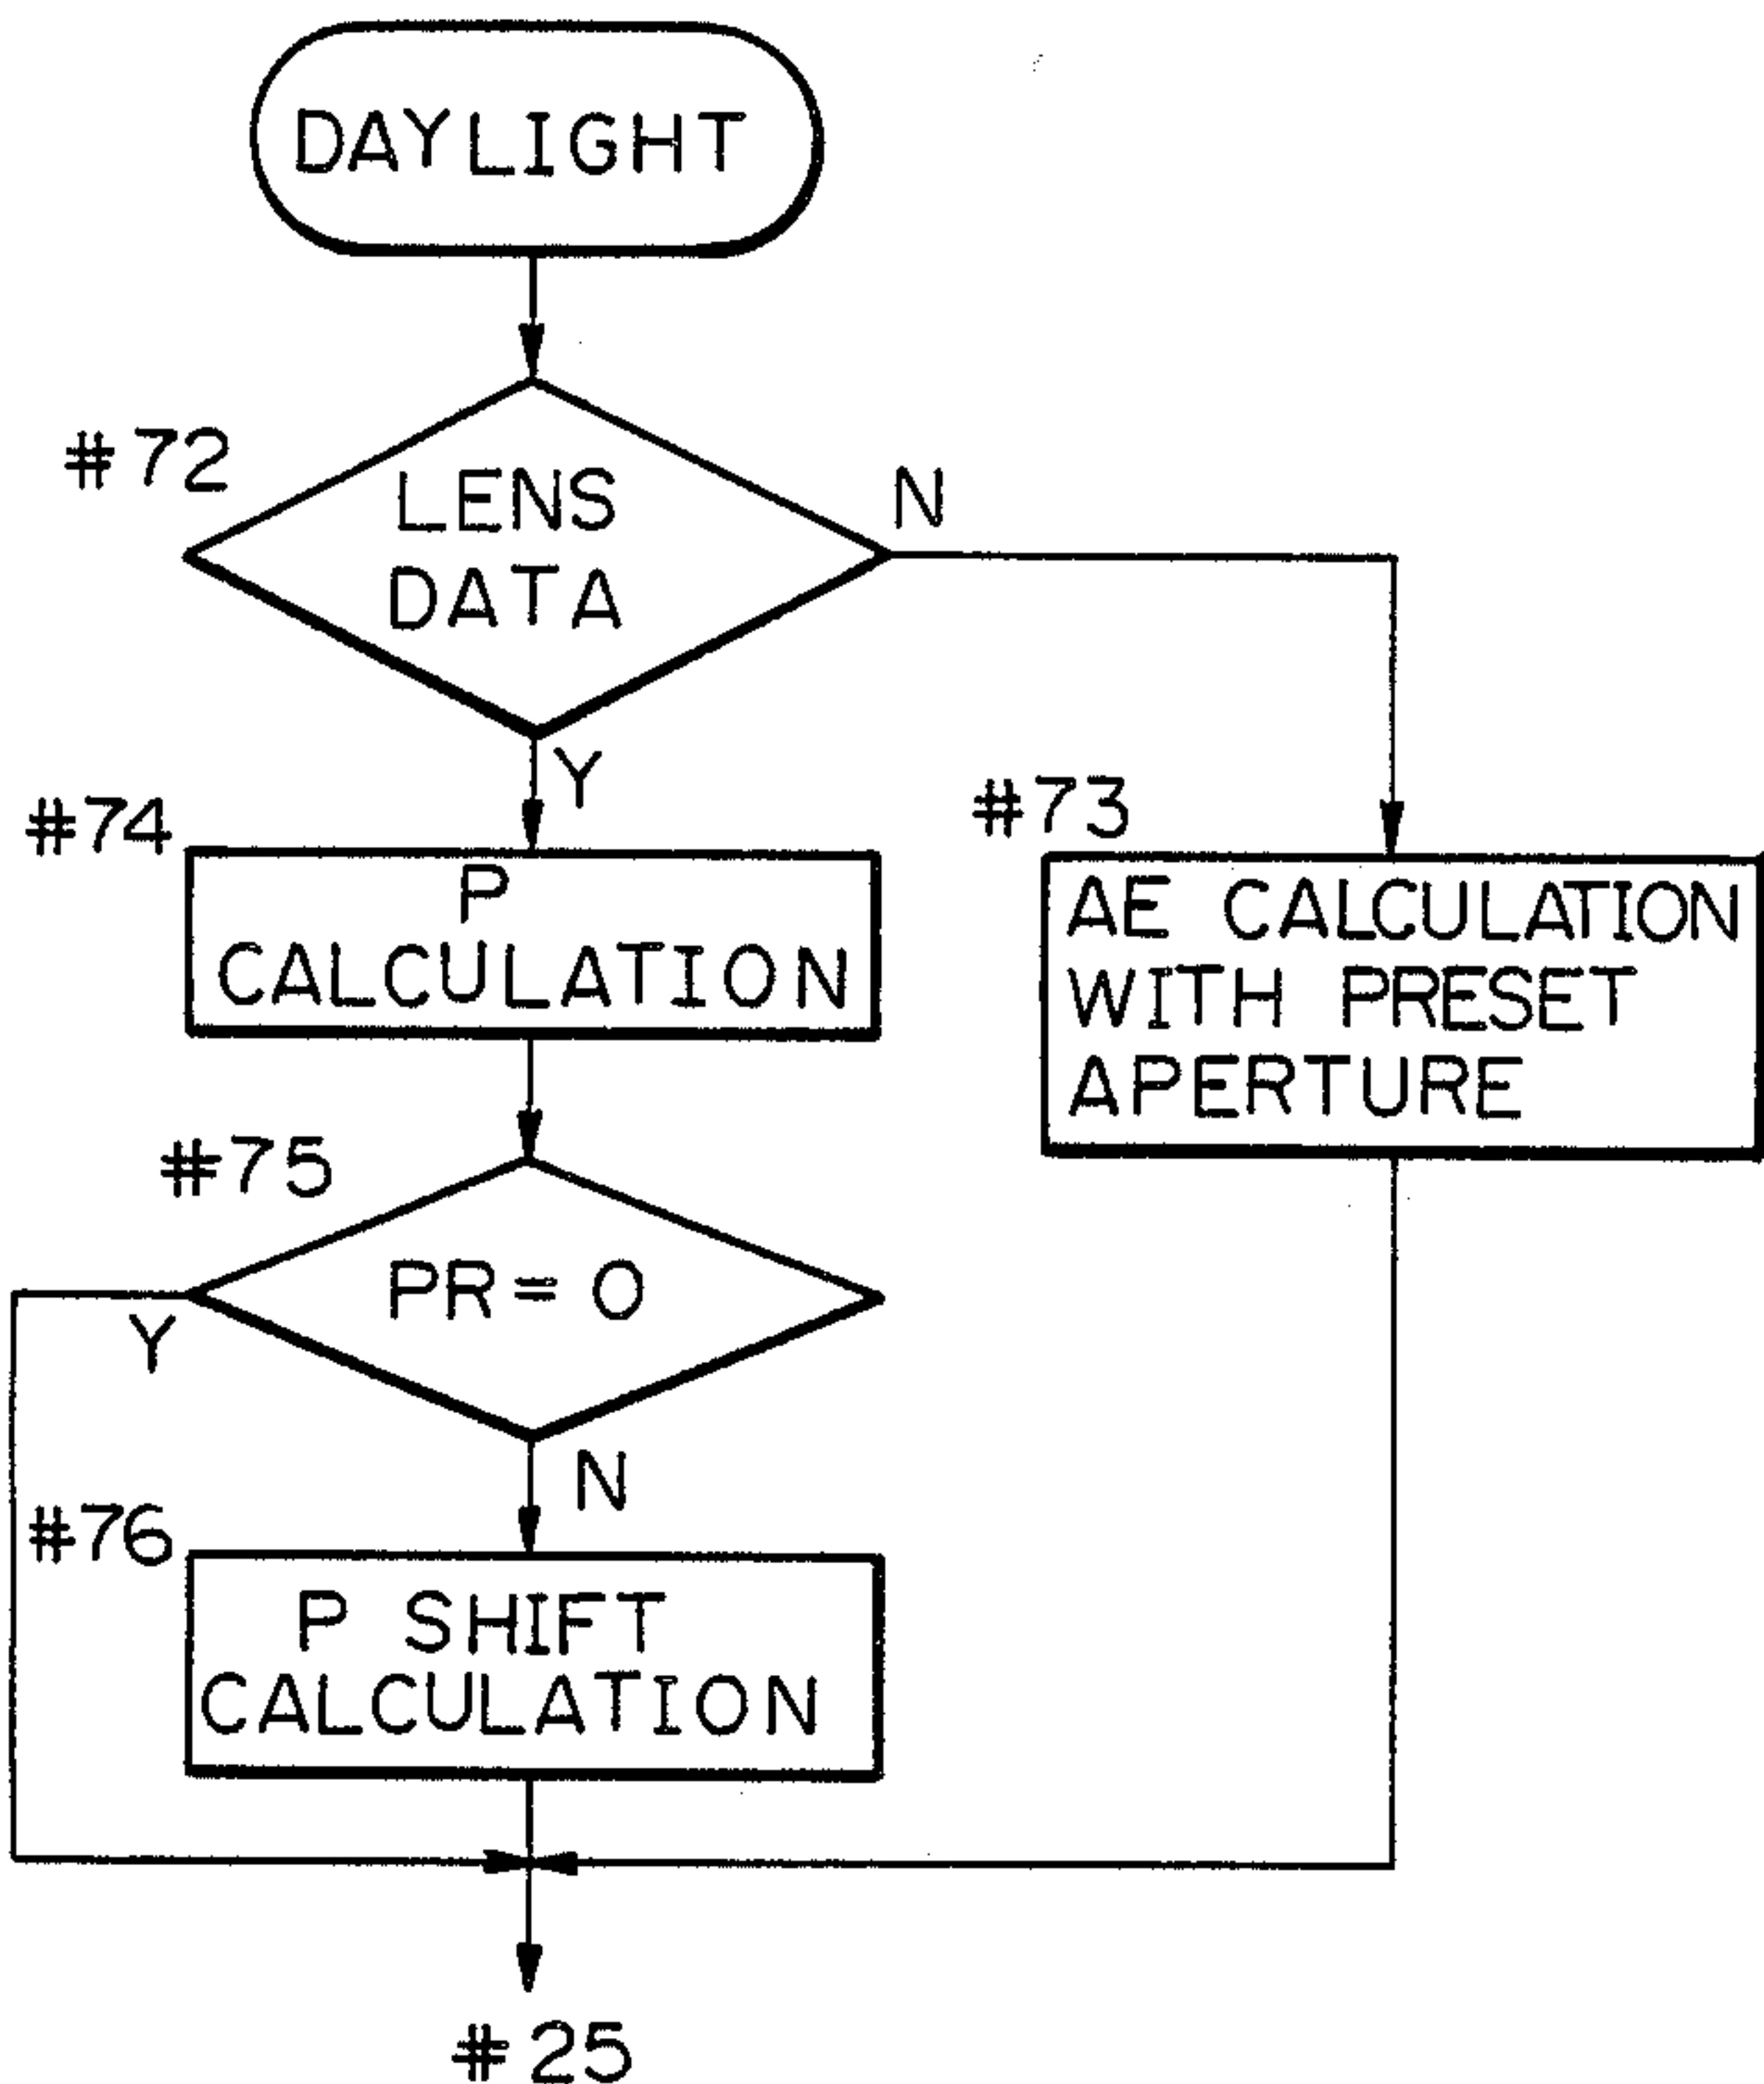 DAYLIGHT
#72
LENS
DATA
N
Y
#74
P
CALCULATION
#73
AE CALCULATION
WITH PRESET
APERTURE
#75
PR=0
Y
N
#76
P SHIFT
CALCULATION
#25